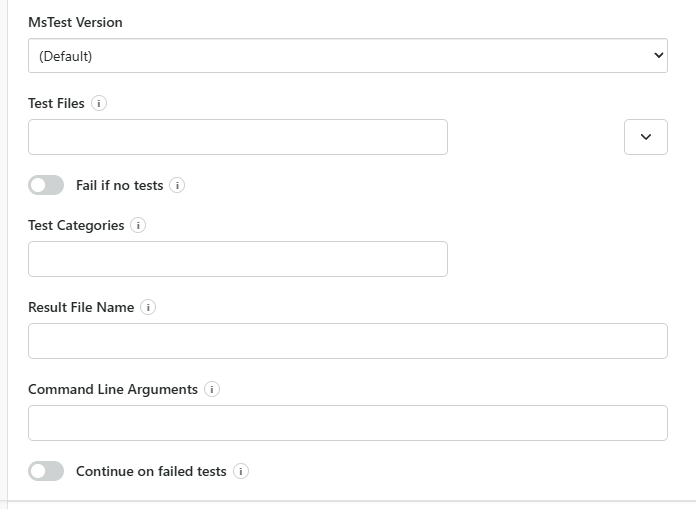 MsTest Version
(Default)
Test Files i
Fail if no tests i
Test Categories i
Result File Name i
Command Line Arguments i
Continue on failed tests i